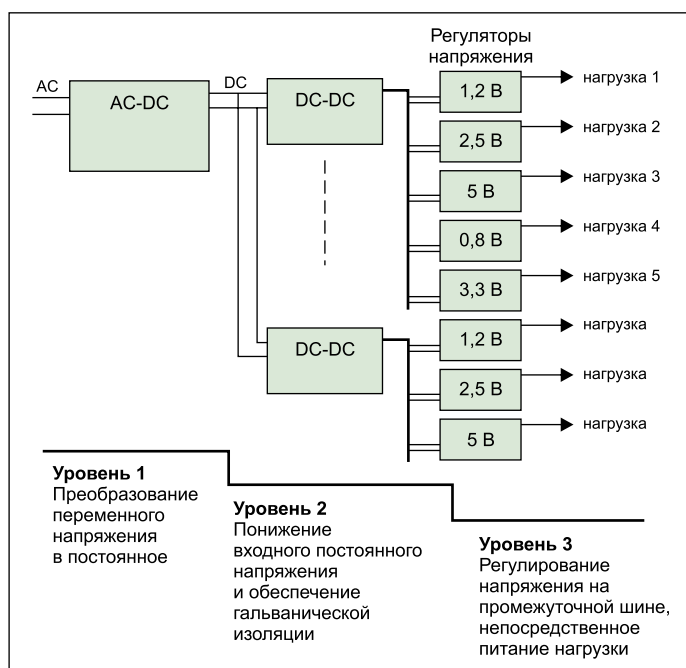 Регуляторы
напряжения
AC
AC-DC
DC
DC-DC
1,2 В
нагрузка 1
2,5 В
нагрузка 2
5 В
нагрузка 3
0,8 В
нагрузка 4
3,3 В
нагрузка 5
DC-DC
1,2 В
нагрузка
2,5 В
нагрузка
5 В
нагрузка
Уровень 1
Преобразование
переменного
напряжения
в постоянное
Уровень 2
Понижение
входного постоянного
напряжения
и обеспечение
гальванической
изоляции
Уровень 3
Регулирование
напряжения на
промежуточной шине,
непосредственное
питание нагрузки